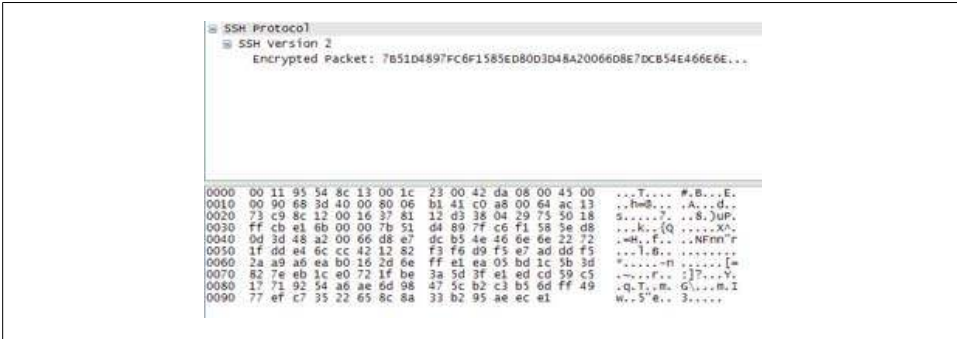 SSH Protocol
SSH Version 2
Encrypted Packet: 7B51D4897FC6F1585ED80D3D48A20066D8E7DCB54E466E6E...
0000 00 11 95 54 8c 13 00 1c 23 00 42 da 08 00 45 00 ...T.... #.B...E.
0010 00 90 68 3d 40 00 80 06 b1 41 c0 a8 00 64 ac 13 ..h=@... .A...d..
0020 73 c9 8c 12 00 16 37 81 12 d3 38 04 29 75 50 18 s.....7. ..8.)uP.
0030 ff cb e1 6b 00 00 7b 51 d4 89 7f c6 f1 58 5e d8 ...k..{Q .....X^.
0040 0d 3d 48 a2 00 66 d8 e7 dc b5 4e 46 6e 6e 22 72 .=H..f.. ..NFnn"r
0050 1f dd e4 6c cc 42 12 82 f3 f6 d9 f5 e7 ad dd f5 ...l.B.. ........
0060 2a a9 a6 ea b0 16 2d 6e ff e1 ea 05 bd 1c 5b 3d *.....-n ......[=
0070 82 7e eb 1c e0 72 1f be 3a 5d 3f e1 ed cd 59 c5 .~...r.. :]?...Y.
0080 17 71 92 54 a6 ae 6d 98 47 5c b2 c3 b5 6d ff 49 .q.T..m. G\...m.I
0090 77 ef c7 35 22 65 8c 8a 33 b2 95 ae ec e1 w..5"e.. 3.....